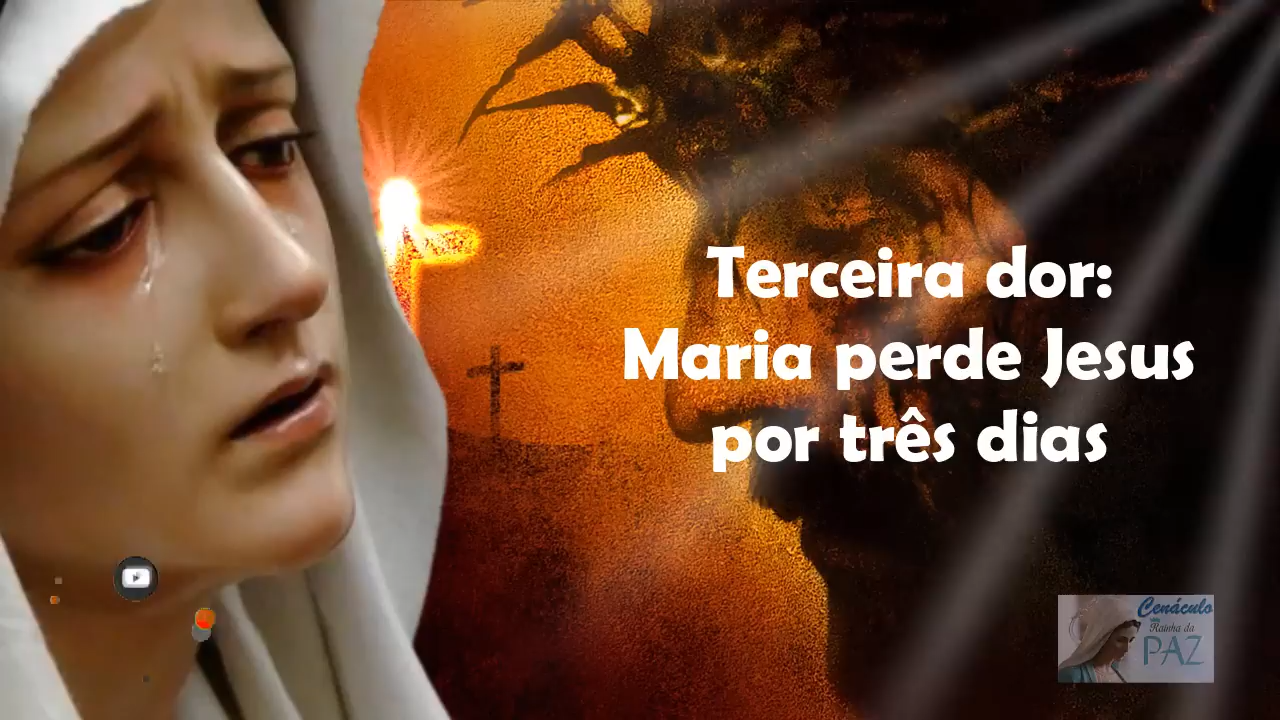 Terceira dor:
Maria perde Jesus
por três dias
Cenáculo
Rainha da
PAZ